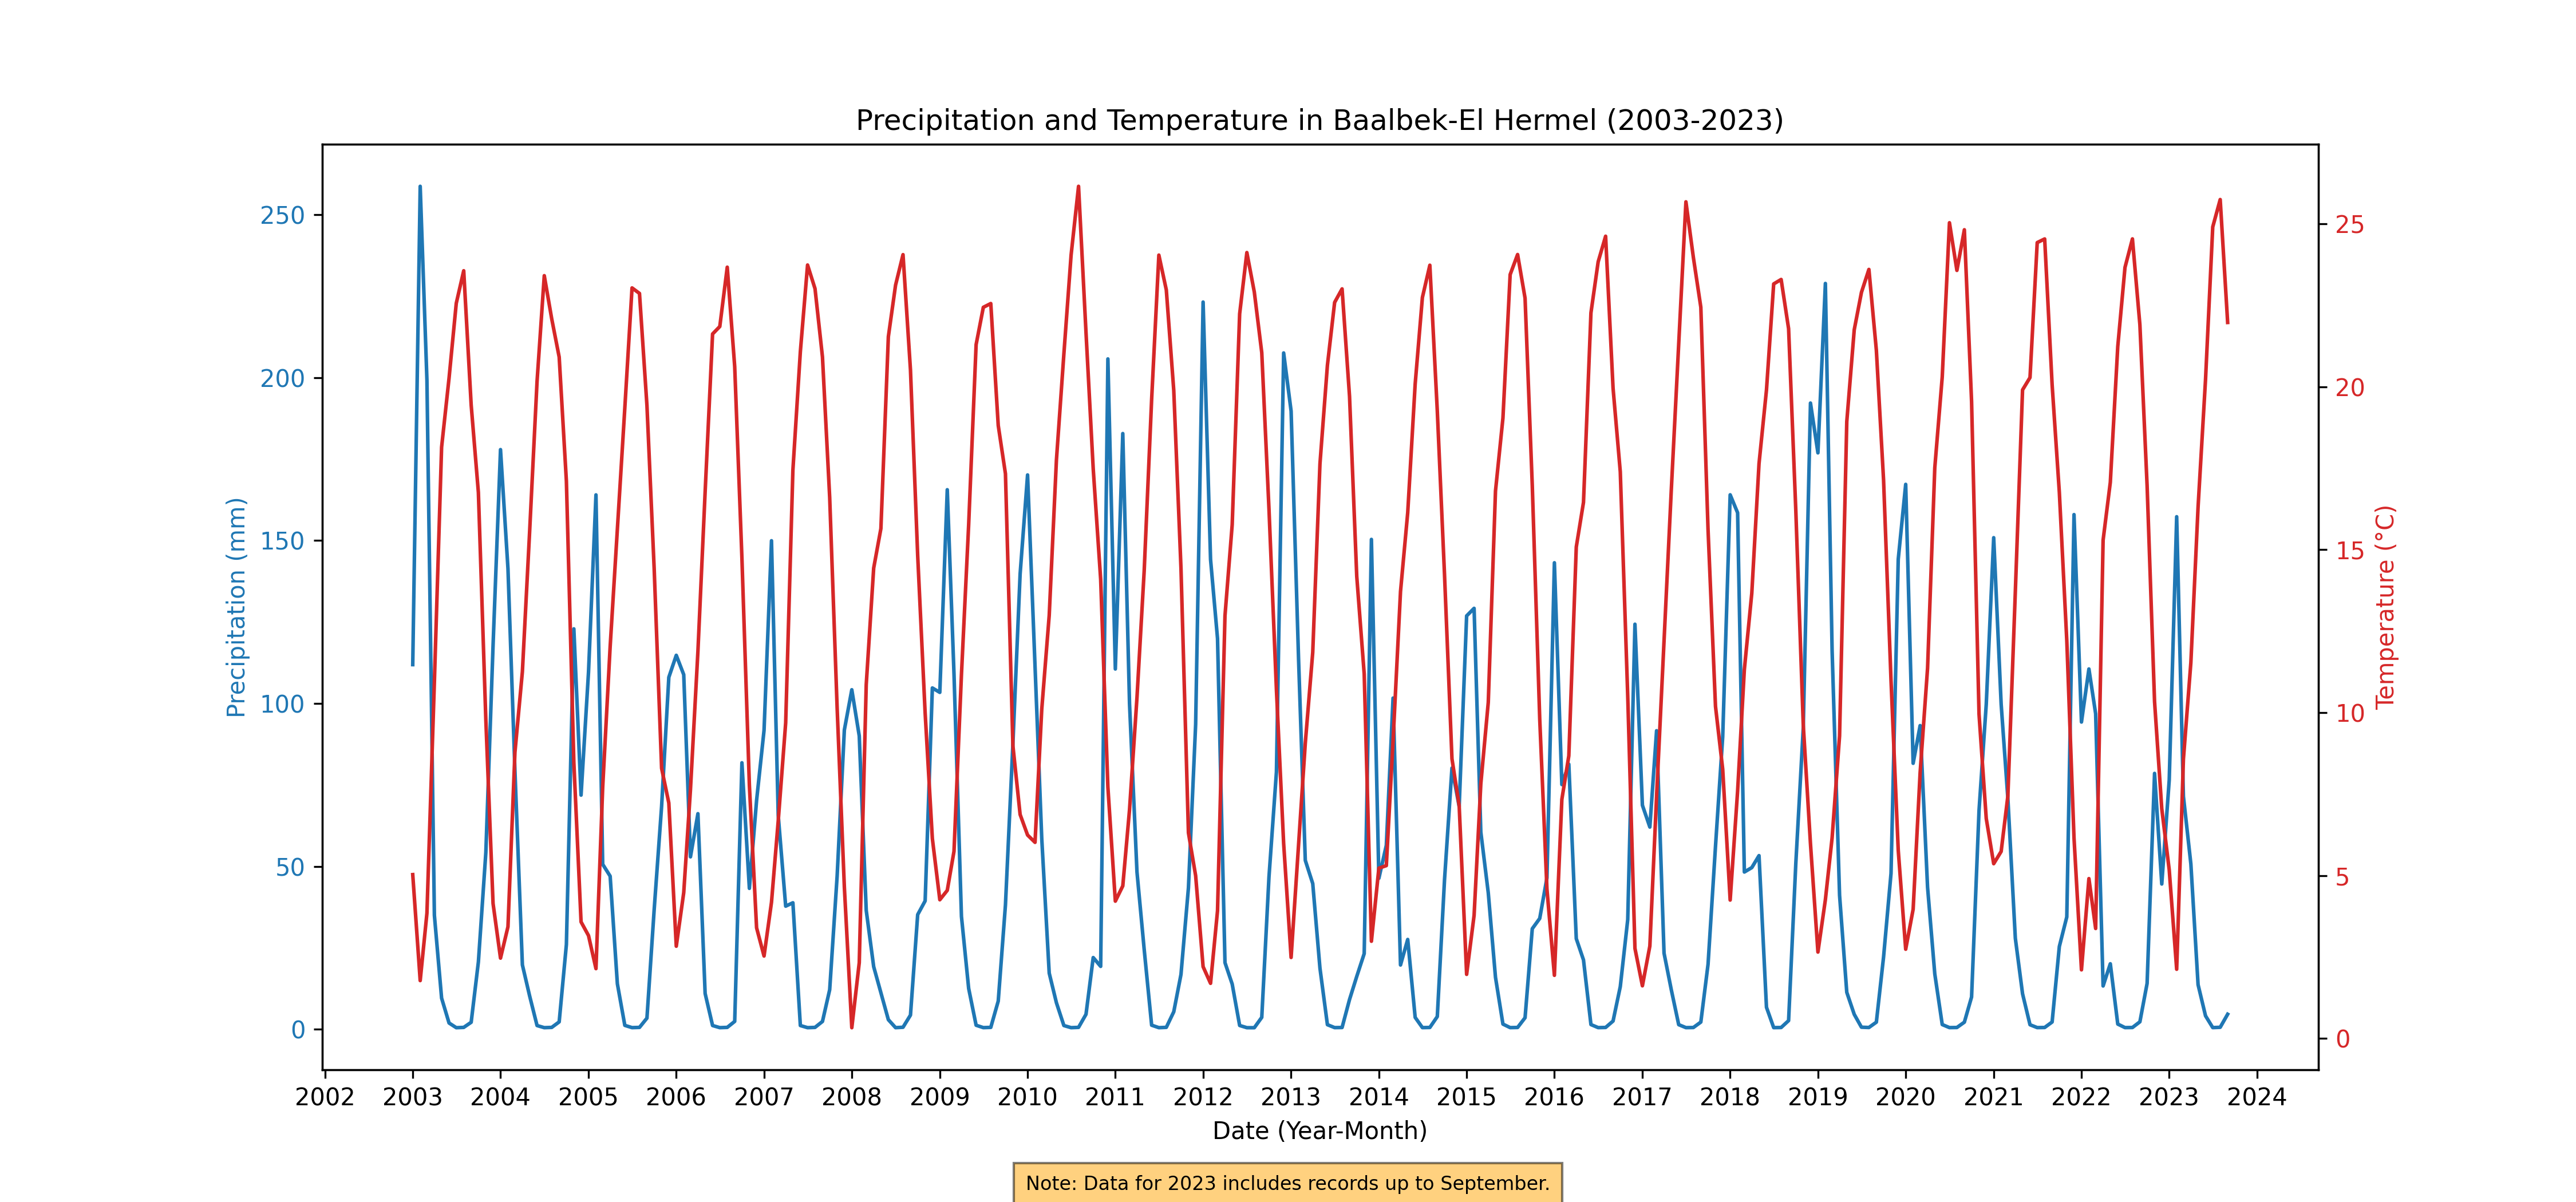 Precipitation and Temperature in Baalbek-El Hermel (2003-2023)
Precipitation (mm)
250
200
150
100
50
0
Temperature (°C)
25
20
15
10
5
0
2002 2003 2004 2005 2006 2007 2008 2009 2010 2011 2012 2013 2014 2015 2016 2017 2018 2019 2020 2021 2022 2023 2024
Date (Year-Month)
Note: Data for 2023 includes records up to September.